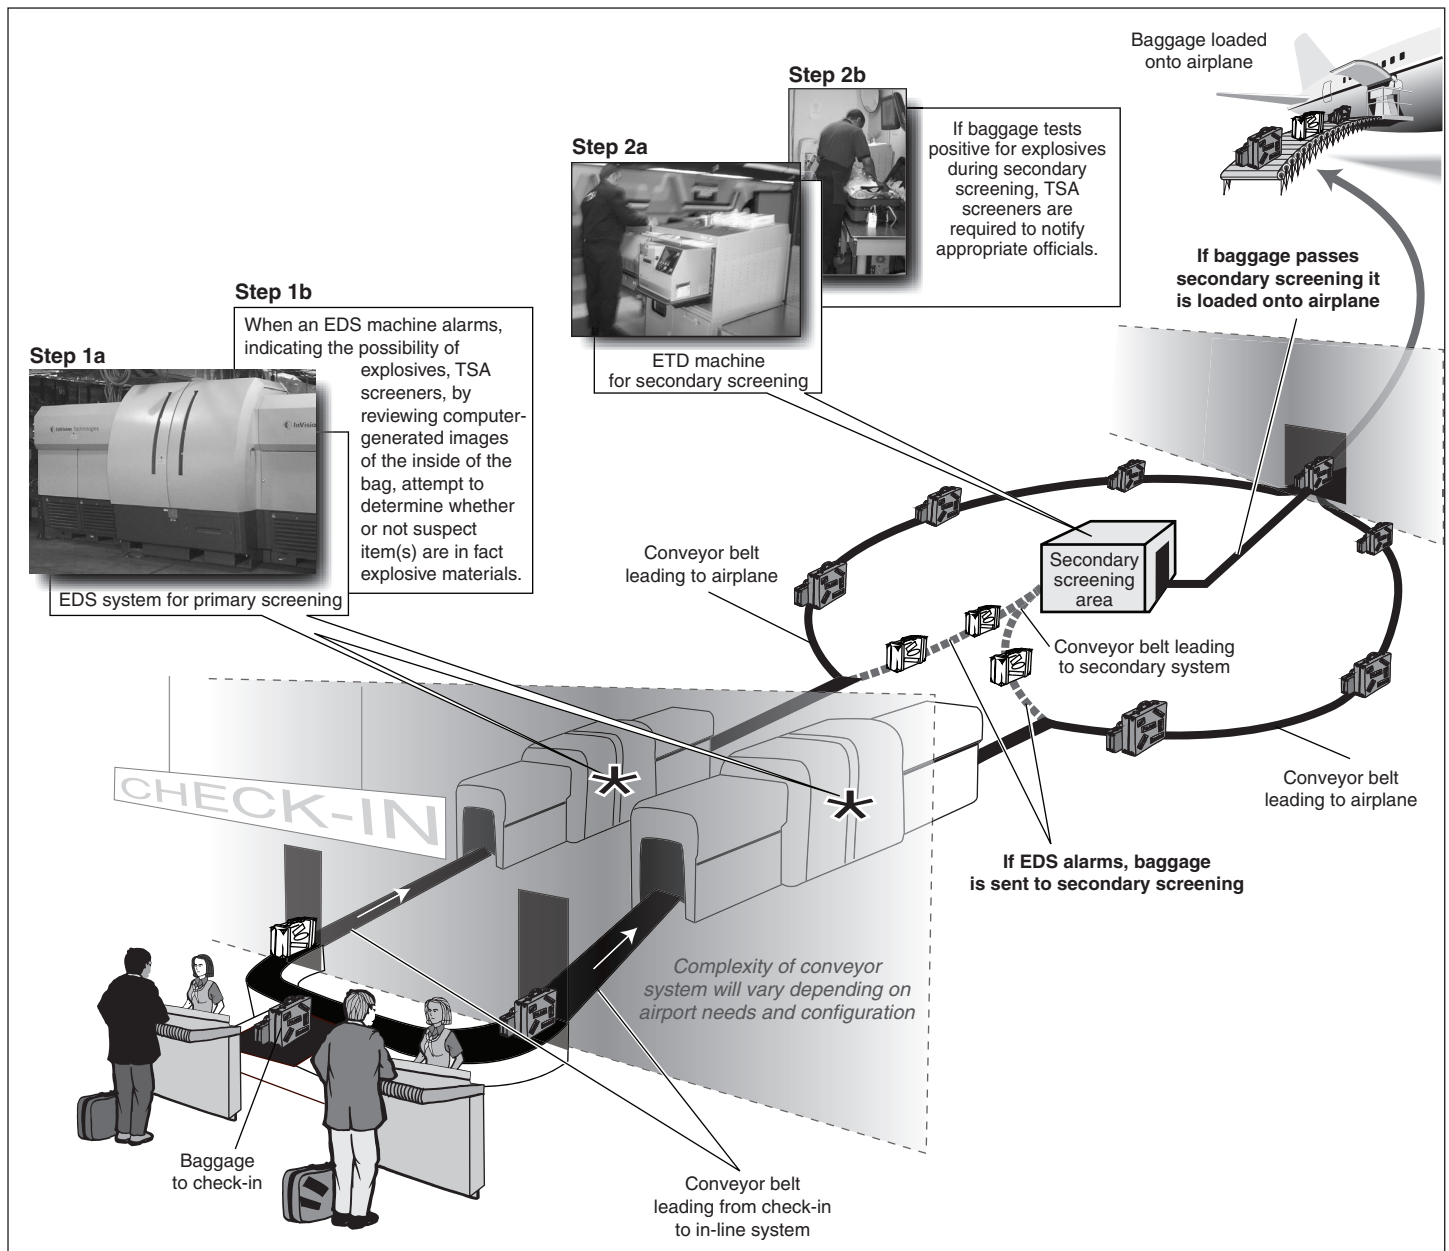 Baggage loaded
onto airplane
Step 2b
If baggage tests
positive for explosives
during secondary
screening, TSA
screeners are
required to notify
appropriate officials.
Step 2a
ETD machine
for secondary screening
If baggage passes
secondary screening it
is loaded onto airplane
Step 1b
When an EDS machine alarms,
indicating the possibility of
explosives, TSA
screeners, by
reviewing computer-
generated images
of the inside of the
bag, attempt to
determine whether
or not suspect
item(s) are in fact
explosive materials.
Step 1a
InVision Technologies
InVisio
EDS system for primary screening
Conveyor belt
leading to airplane
Secondary
screening
area
Conveyor belt leading
to secondary system
Conveyor belt
leading to airplane
If EDS alarms, baggage
is sent to secondary screening
CHECK-IN
Complexity of conveyor
system will vary depending on
airport needs and configuration
Baggage
to check-in
Conveyor belt
leading from check-in
to in-line system